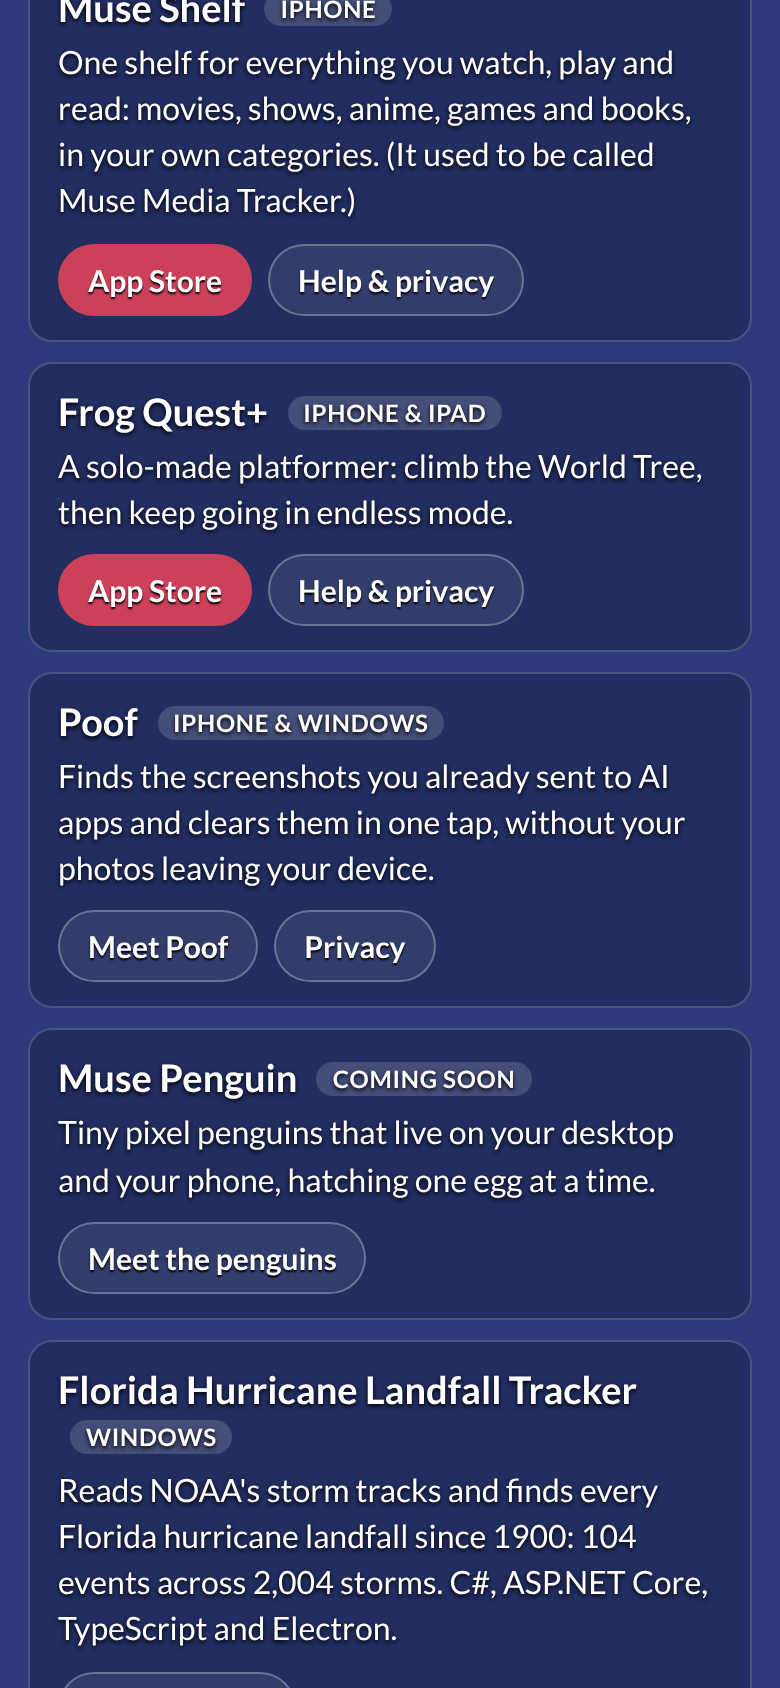 Muse Shelf IPHONE
One shelf for everything you watch, play and
read: movies, shows, anime, games and books,
in your own categories. (It used to be called
Muse Media Tracker.)
App Store Help & privacy
Frog Quest+ IPHONE & IPAD
A solo-made platformer: climb the World Tree,
then keep going in endless mode.
App Store Help & privacy
Poof IPHONE & WINDOWS
Finds the screenshots you already sent to AI
apps and clears them in one tap, without your
photos leaving your device.
Meet Poof Privacy
Muse Penguin COMING SOON
Tiny pixel penguins that live on your desktop
and your phone, hatching one egg at a time.
Meet the penguins
Florida Hurricane Landfall Tracker
WINDOWS
Reads NOAA's storm tracks and finds every
Florida hurricane landfall since 1900: 104
events across 2,004 storms. C#, ASP.NET Core,
TypeScript and Electron.